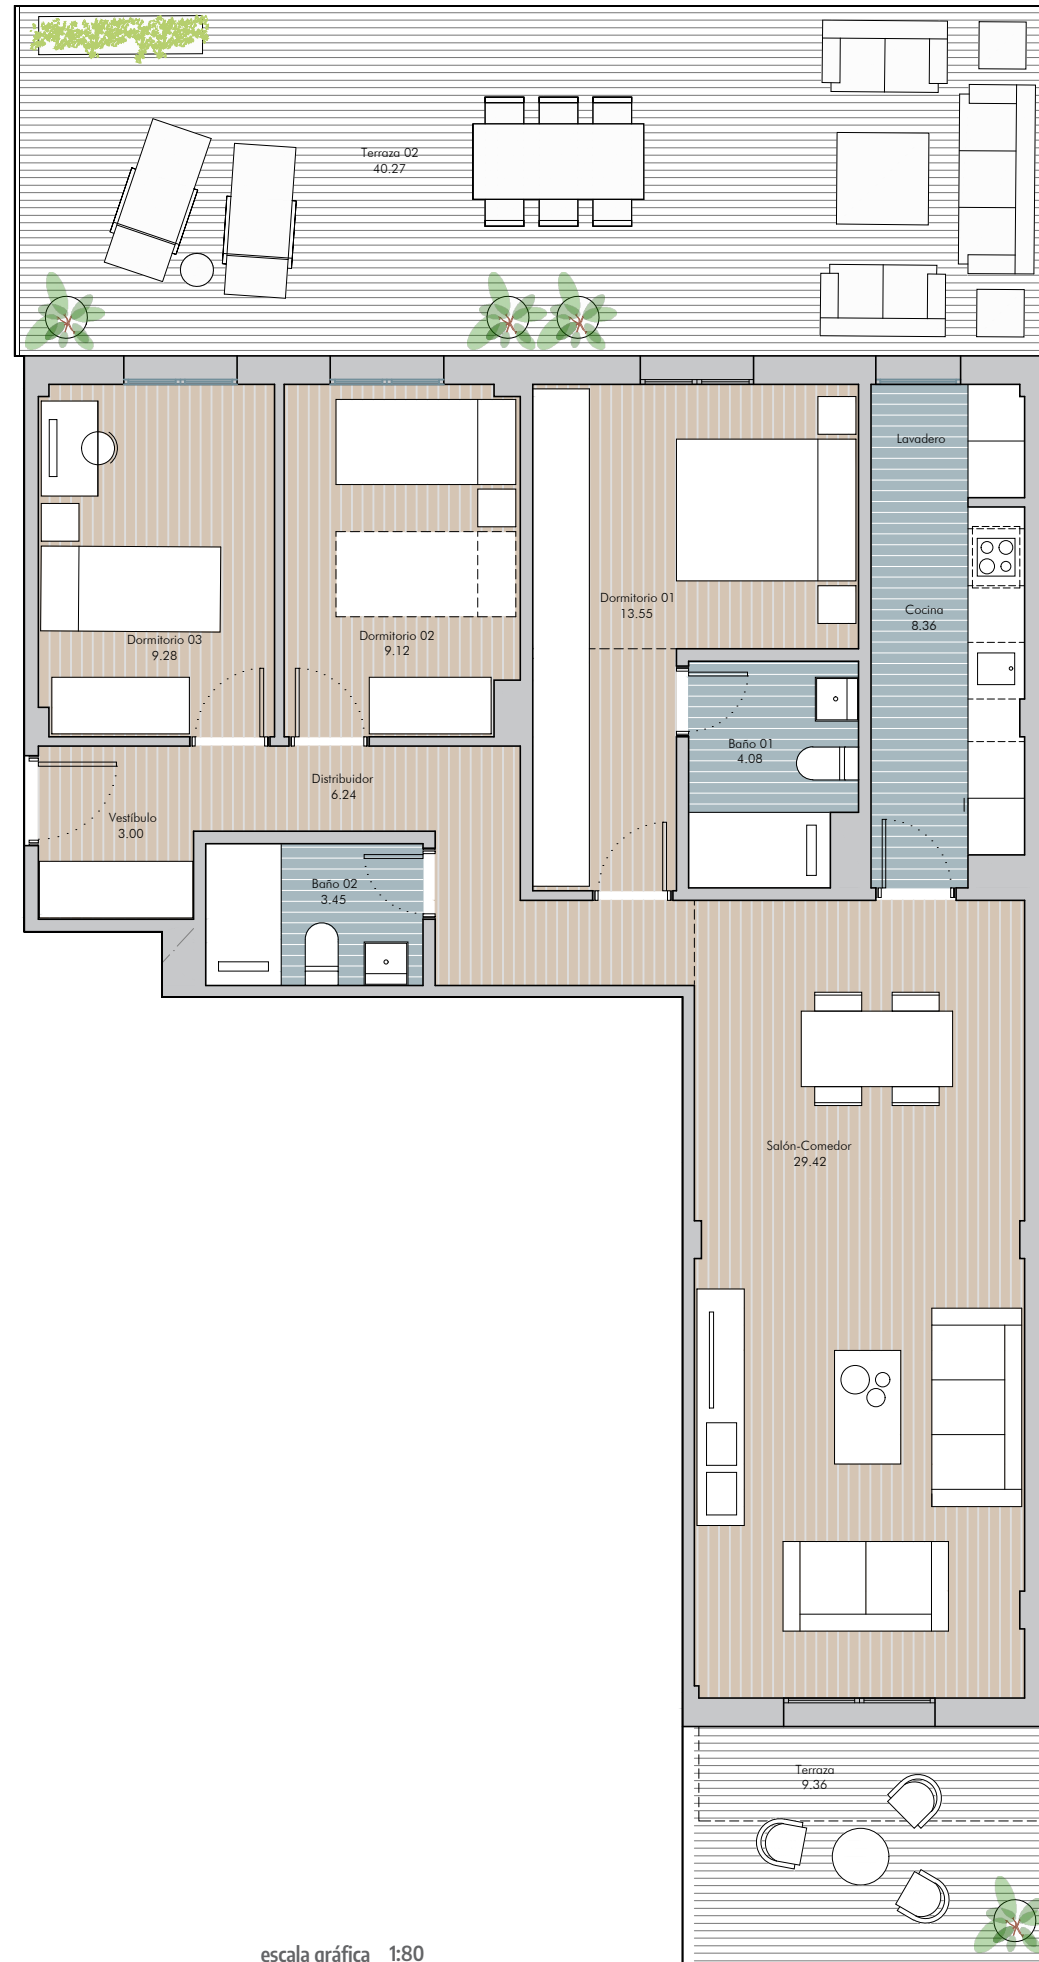 Terraza 02
40.27
Lavadero
Dormitorio 01
13.55
Cocina
8.36
Dormitorio 03
9.28
Dormitorio 02
9.12
Baño 01
4.08
Distribuidor
6.24
Vestíbulo
3.00
Baño 02
3.45
Salón-Comedor
29.42
Terraza
9.36
escala gráfica 1:80